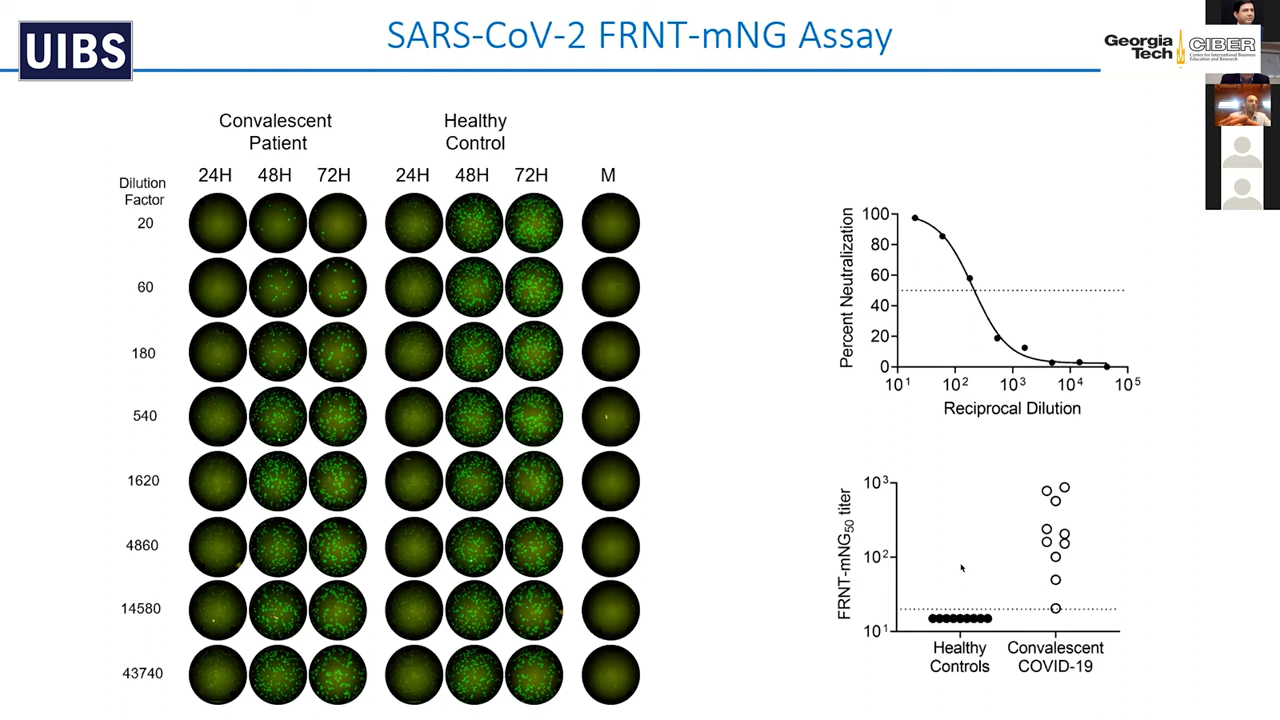 UIBS
SARS-CoV-2 FRNT-mNG Assay
Georgia
Tech
CIBER
Center for International Business
Education and Research
Convalescent
Patient
Healthy
Control
24H 48H 72H 24H 48H 72H M
Dilution
Factor
20
60
180
540
1620
4860
14580
43740
Percent Neutralization
100
80
60
40
20
0
10¹ 10² 10³ 10⁴ 10⁵
Reciprocal Dilution
FRNT-mNG₅₀ titer
10³
10²
10¹
Healthy
Controls
Convalescent
COVID-19